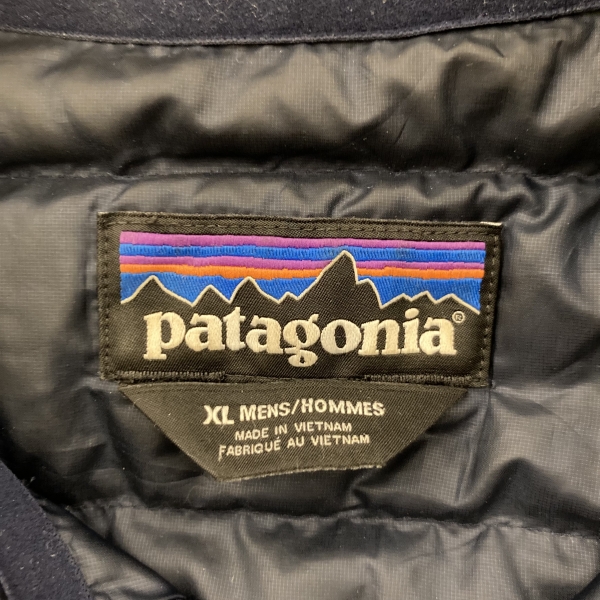 patagonia®
XL MENS/HOMMES
MADE IN VIETNAM
FABRIQUÉ AU VIETNAM